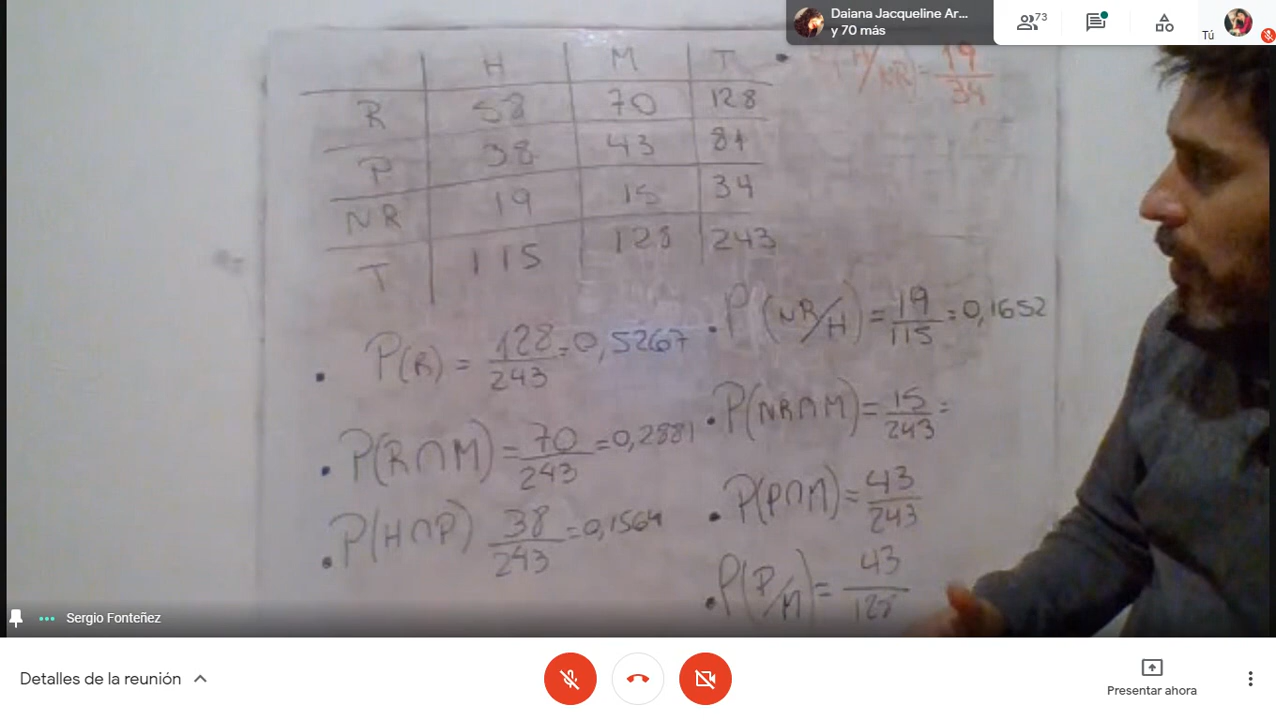 Daiana Jacqueline Ar...
y 70 más
73
Tú
H M T
R 58 70 128
P 38 43 81
NR 19 15 34
T 115 128 243
• P(H/NR)=19/34
• P(R) = 128/243 = 0,5267
• P(R∩M) = 70/243 = 0,2881
• P(H∩P) 38/243 = 0,1564
• P(NR/H) = 19/115 = 0,1652
• P(NR∩M) = 15/243 =
• P(P∩M) = 43/243
• P(P/M) = 43/128
Sergio Fonteñez
Detalles de la reunión
Presentar ahora